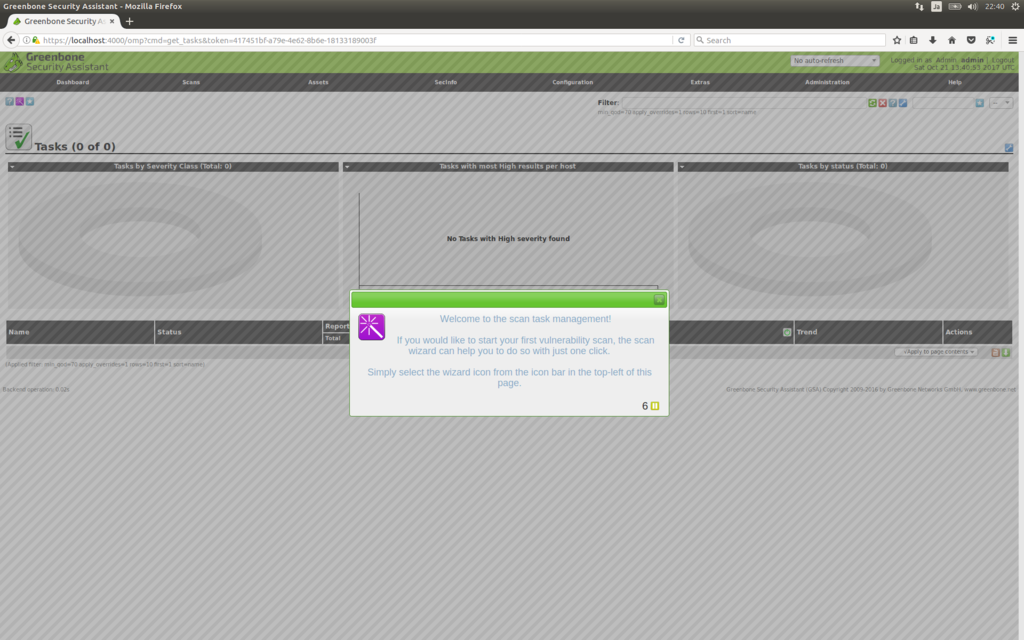 Greenbone Security Assistant - Mozilla Firefox
Ja
22:40
Greenbone Security A
https://localhost:4000/omp?cmd=get_tasks&token=417451bf-a79e-4e62-8b6e-18133189003f
Search
Greenbone
Security Assistant
No auto-refresh
Logged in as Admin admin | Logout
Sat Oct 21 13:40:53 2017 UTC
Dashboard Scans Assets SecInfo Configuration Extras Administration Help
Filter:
min_qod=70 apply_overrides=1 rows=10 first=1 sort=name
Tasks (0 of 0)
Tasks by Severity Class (Total: 0)
Tasks with most High results per host
Tasks by status (Total: 0)
No Tasks with High severity found
Welcome to the scan task management!
If you would like to start your first vulnerability scan, the scan
wizard can help you to do so with just one click.
Simply select the wizard icon from the icon bar in the top-left of this
page.
6
Name Status Report Trend Actions
Total
Apply to page contents
(Applied filter: min_qod=70 apply_overrides=1 rows=10 first=1 sort=name)
Backend operation: 0.02s
Greenbone Security Assistant (GSA) Copyright 2009-2016 by Greenbone Networks GmbH, www.greenbone.net